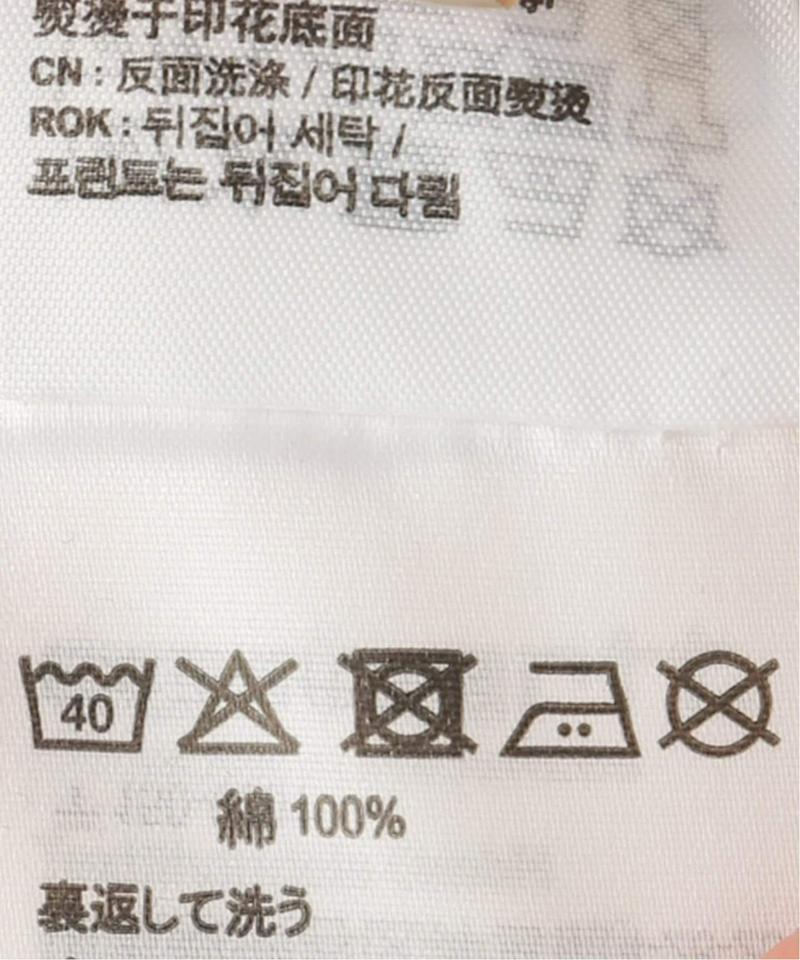 熨燙于印花底面
CN : 反面洗涤 / 印花反面熨烫
ROK : 뒤집어 세탁 /
프린트는 뒤집어 다림
40
綿 100%
裏返して洗う